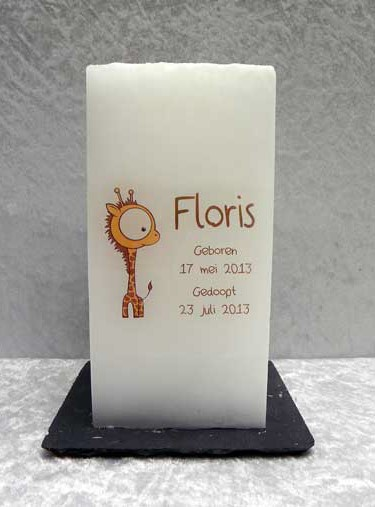 Floris
Geboren
17 mei 2013
Gedoopt
23 juli 2013